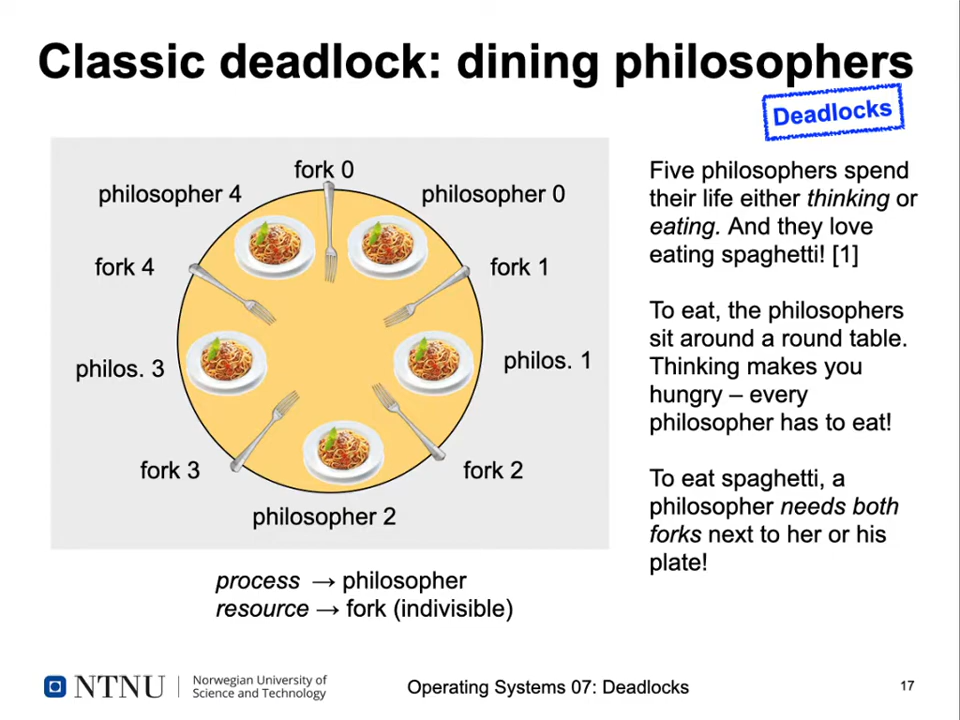 Classic deadlock: dining philosophers
Deadlocks
fork 0
philosopher 4
philosopher 0
fork 4
fork 1
philos. 3
philos. 1
fork 3
fork 2
philosopher 2
process → philosopher
resource → fork (indivisible)
Five philosophers spend
their life either thinking or
eating. And they love
eating spaghetti! [1]
To eat, the philosophers
sit around a round table.
Thinking makes you
hungry – every
philosopher has to eat!
To eat spaghetti, a
philosopher needs both
forks next to her or his
plate!
NTNU
Norwegian University of
Science and Technology
Operating Systems 07: Deadlocks
17